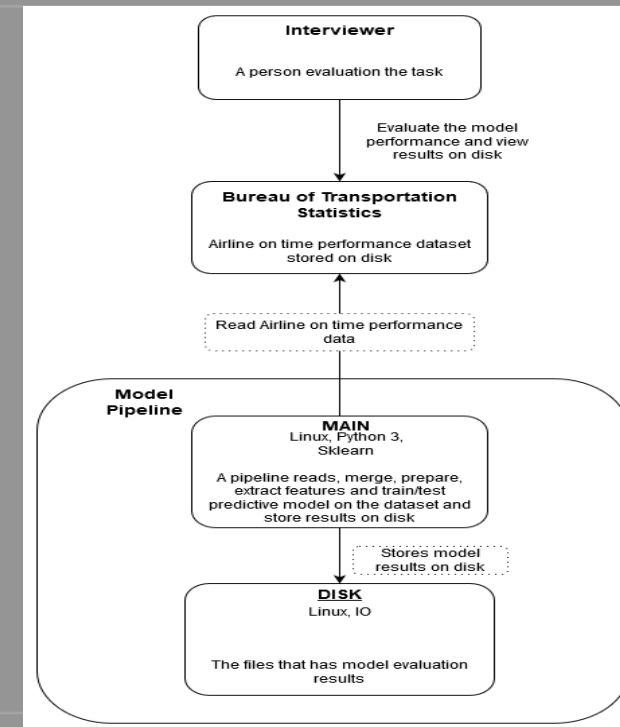 Interviewer
A person evaluation the task
Evaluate the model
performance and view
results on disk
Bureau of Transportation
Statistics
Airline on time performance dataset
stored on disk
Read Airline on time performance
data
Model
Pipeline
MAIN
Linux, Python 3,
Sklearn
A pipeline reads, merge, prepare,
extract features and train/test
predictive model on the dataset and
store results on disk
Stores model
results on disk
DISK
Linux, IO
The files that has model evaluation
results